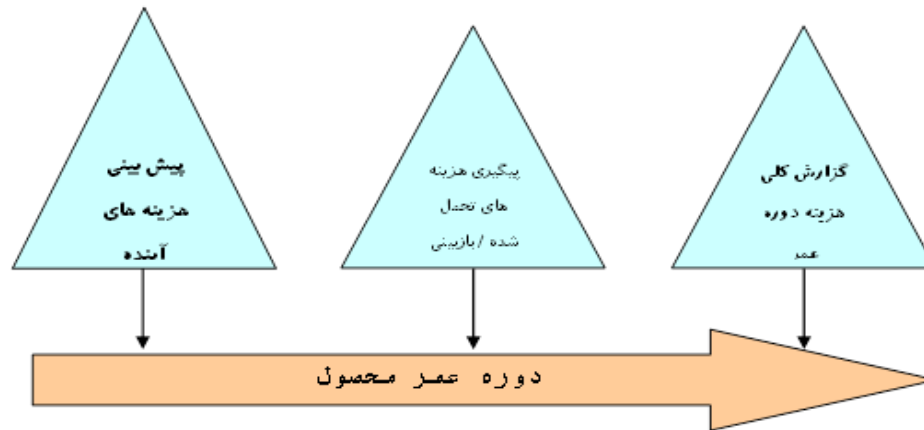 پیش بینی
هزینه های
آینده
پیگیری هزینه
های تحمل
شده / بازبینی
گزارش کلی
هزینه دوره
عمر
دوره عمر محصول